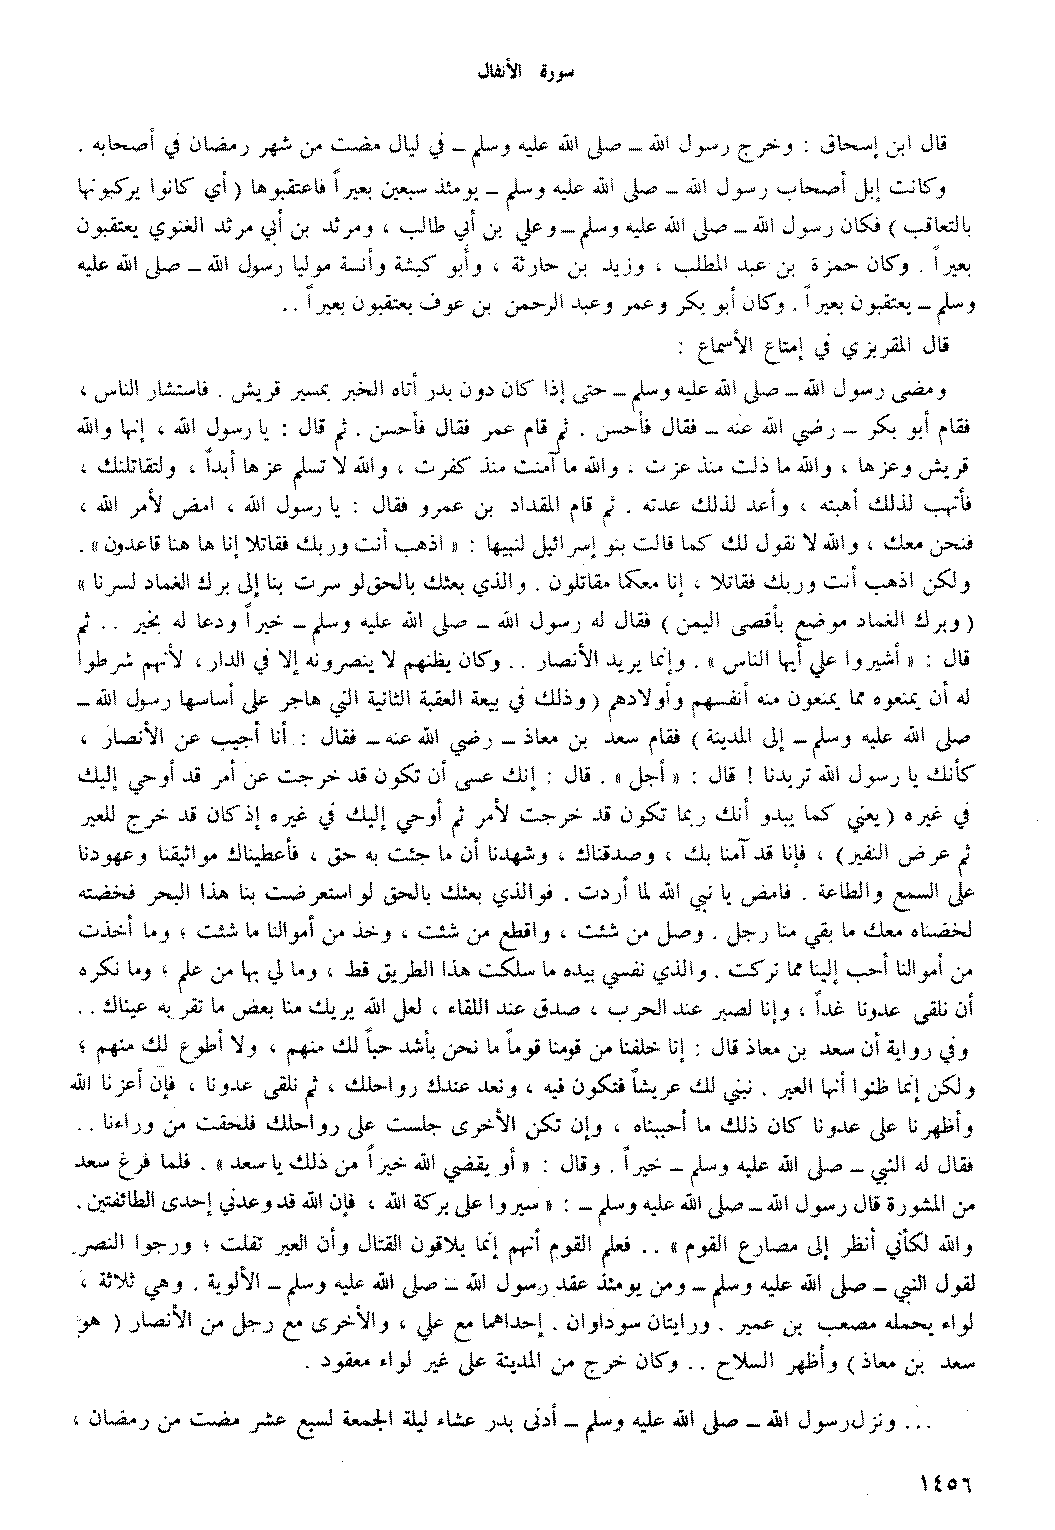 سورة الأنفال
قال ابن إسحاق : وخرج رسول الله – صلى الله عليه وسلم – في ليال مضت من شهر رمضان في أصحابه .
وكانت إبل أصحاب رسول الله – صلى الله عليه وسلم – يومئذ سبعين بعيراً فاعتقبوها ( أي كانوا يركبونها
بالتعاقب ) فكان رسول الله – صلى الله عليه وسلم – وعلي بن أبي طالب ، ومرثد بن أبي مرثد الغنوي يعتقبون
بعيراً . وكان حمزة بن عبد المطلب ، وزيد بن حارثة ، وأبو كبشة وأنسة موليا رسول الله – صلى الله عليه
وسلم – يعتقبون بعيراً . وكان أبو بكر وعمر وعبد الرحمن بن عوف يعتقبون بعيراً ..
قال المقريزي في إمتاع الأسماع :
ومضى رسول الله – صلى الله عليه وسلم – حتى إذا كان دون بدر أتاه الخبر بمسير قريش . فاستشار الناس ،
فقام أبو بكر – رضي الله عنه – فقال فأحسن . ثم قام عمر فقال فأحسن . ثم قال : يا رسول الله ، إنها والله
قريش وعزها ، والله ما ذلت منذ عزت ، والله ما آمنت منذ كفرت ، والله لا تسلم عزها أبداً ، ولتقاتلنك ،
فأتهب لذلك أهبته ، وأعد لذلك عدته . ثم قام المقداد بن عمرو فقال : يا رسول الله ، امض لأمر الله ،
فنحن معك ، والله لا نقول لك كما قالت بنو إسرائيل لنبيها : « اذهب أنت وربك فقاتلا إنا ها هنا قاعدون » .
ولكن اذهب أنت وربك فقاتلا ، إنا معكما مقاتلون . والذي بعثك بالحق لو سرت بنا إلى برك الغماد لسرنا »
( وبرك الغماد موضع بأقصى اليمن ) فقال له رسول الله – صلى الله عليه وسلم – خيراً ودعا له بخير .. ثم
قال : « أشيروا علي أيها الناس » . وإنما يريد الأنصار .. وكان يظنهم لا ينصرونه إلا في الدار ، لأنهم شرطوا
له أن يمنعوه مما يمنعون منه أنفسهم وأولادهم ( وذلك في بيعة العقبة الثانية التي هاجر على أساسها رسول الله –
صلى الله عليه وسلم – إلى المدينة ) فقام سعد بن معاذ – رضي الله عنه – فقال : أنا أجيب عن الأنصار ،
كأنك يا رسول الله تريدنا ! قال : « أجل » . قال : إنك عسى أن تكون قد خرجت عن أمر قد أوحي إليك
في غيره ( يعني كما يبدو أنك ربما تكون قد خرجت لأمر ثم أوحي إليك في غيره إذ كان قد خرج للعير
ثم عرض النفير ) ، فإنا قد آمنا بك ، وصدقناك ، وشهدنا أن ما جئت به حق ، فأعطيناك مواثيقنا وعهودنا
على السمع والطاعة . فامض يا نبي الله لما أردت . فوالذي بعثك بالحق لو استعرضت بنا هذا البحر فخضته
لخضناه معك ما بقي منا رجل . وصل من شئت ، واقطع من شئت ، وخذ من أموالنا ما شئت ؛ وما أخذت
من أموالنا أحب إلينا مما تركت . والذي نفسي بيده ما سلكت هذا الطريق قط ، وما لي بها من علم ؛ وما نكره
أن نلقى عدونا غداً ، وإنا لصبر عند الحرب ، صدق عند اللقاء ، لعل الله يريك منا بعض ما تقر به عيناك ..
وفي رواية أن سعد بن معاذ قال : إنا خلفنا من قومنا قوماً ما نحن بأشد حباً لك منهم ، ولا أطوع لك منهم ؛
ولكن إنما ظنوا أنها العير . نبني لك عريشاً فتكون فيه ، ونعد عندك رواحلك ، ثم نلقى عدونا ، فإن أعزنا الله
وأظهرنا على عدونا كان ذلك ما أحببناه ، وإن تكن الأخرى جلست على رواحلك فلحقت من وراءنا ..
فقال له النبي – صلى الله عليه وسلم – خيراً . وقال : « أو يقضي الله خيراً من ذلك يا سعد » . فلما فرغ سعد
من المشورة قال رسول الله – صلى الله عليه وسلم – : « سيروا على بركة الله ، فإن الله قد وعدني إحدى الطائفتين .
والله لكأني أنظر إلى مصارع القوم » .. فعلم القوم أنهم إنما يلاقون القتال وأن العير تفلت ؛ ورجوا النصر
لقول النبي – صلى الله عليه وسلم – ومن يومئذ عقد رسول الله – صلى الله عليه وسلم – الألوية . وهي ثلاثة ،
لواء يحمله مصعب بن عمير . ورايتان سوداوان . إحداهما مع علي ، والأخرى مع رجل من الأنصار ( هو
سعد بن معاذ ) وأظهر السلاح .. وكان خرج من المدينة على غير لواء معقود .
... ونزل رسول الله – صلى الله عليه وسلم – أدنى بدر عشاء ليلة الجمعة لسبع عشر مضت من رمضان ،
١٤٥٦